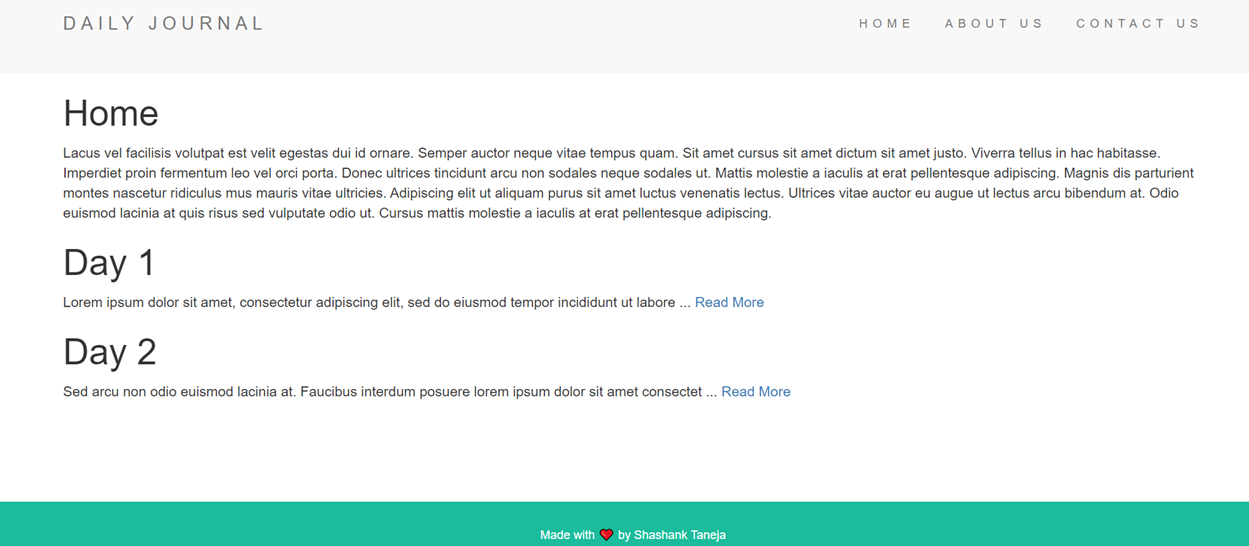 DAILY JOURNAL
HOME ABOUT US CONTACT US
Home
Lacus vel facilisis volutpat est velit egestas dui id ornare. Semper auctor neque vitae tempus quam. Sit amet cursus sit amet dictum sit amet justo. Viverra tellus in hac habitasse.
Imperdiet proin fermentum leo vel orci porta. Donec ultrices tincidunt arcu non sodales neque sodales ut. Mattis molestie a iaculis at erat pellentesque adipiscing. Magnis dis parturient
montes nascetur ridiculus mus mauris vitae ultricies. Adipiscing elit ut aliquam purus sit amet luctus venenatis lectus. Ultrices vitae auctor eu augue ut lectus arcu bibendum at. Odio
euismod lacinia at quis risus sed vulputate odio ut. Cursus mattis molestie a iaculis at erat pellentesque adipiscing.
Day 1
Lorem ipsum dolor sit amet, consectetur adipiscing elit, sed do eiusmod tempor incididunt ut labore ... Read More
Day 2
Sed arcu non odio euismod lacinia at. Faucibus interdum posuere lorem ipsum dolor sit amet consectet ... Read More
Made with ❤ by Shashank Taneja